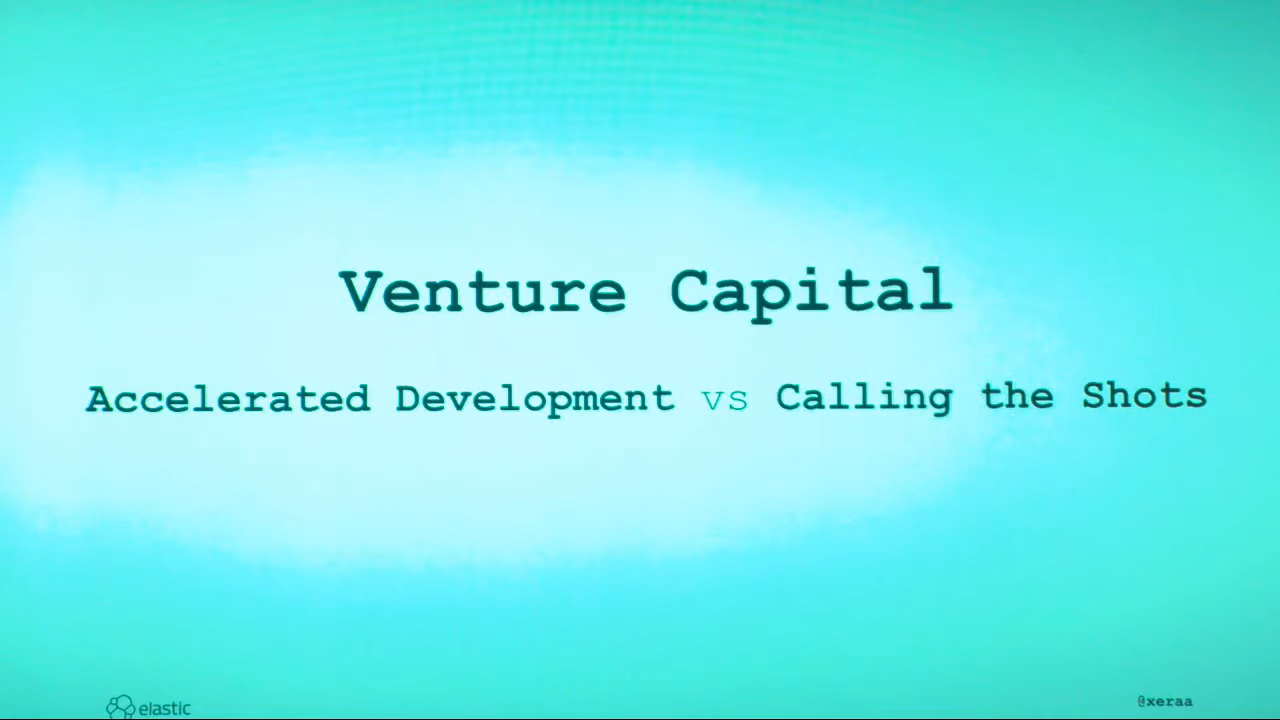 Venture Capital
Accelerated Development vs Calling the Shots
elastic
@xeraa